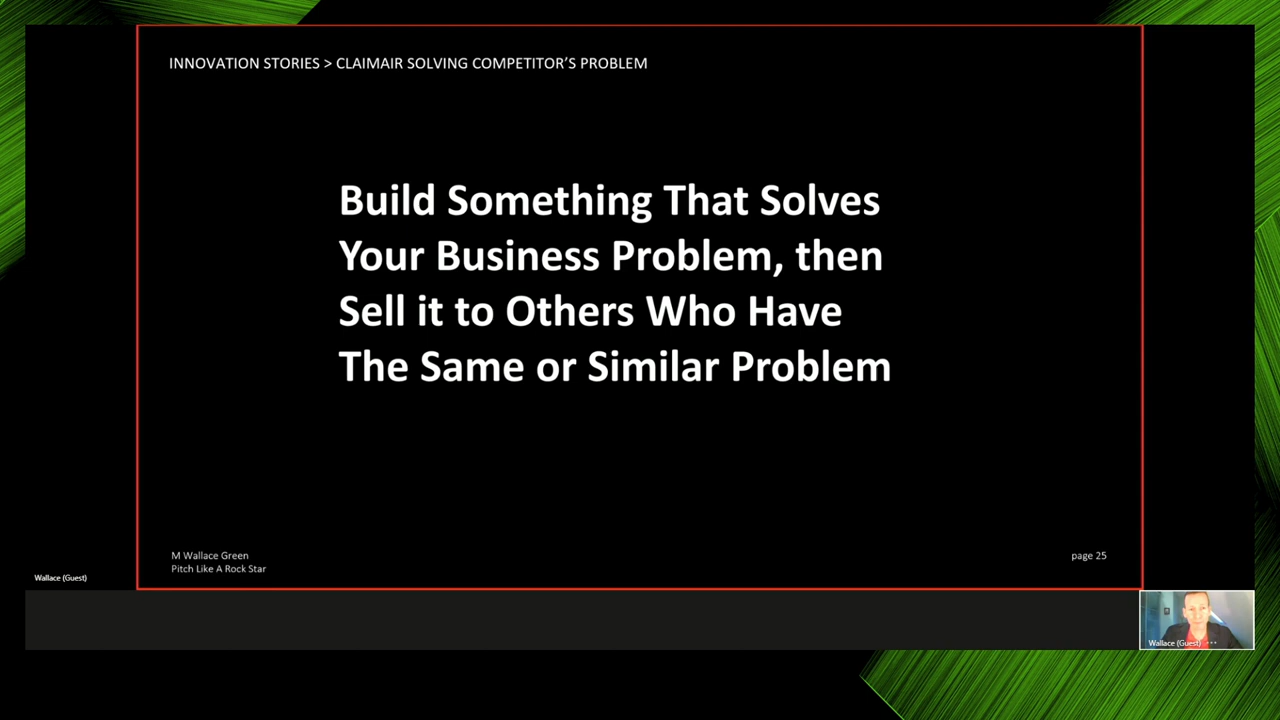 INNOVATION STORIES > CLAIMAIR SOLVING COMPETITOR’S PROBLEM
Build Something That Solves
Your Business Problem, then
Sell it to Others Who Have
The Same or Similar Problem
M Wallace Green
Pitch Like A Rock Star
page 25
Wallace (Guest)
Wallace (Guest)